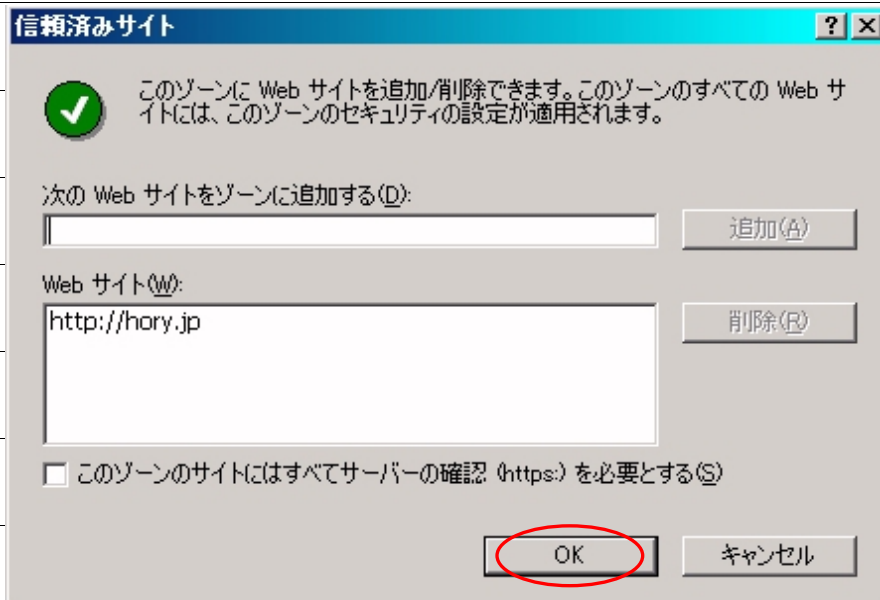 信頼済みサイト
このゾーンに Web サイトを追加/削除できます。このゾーンのすべての Web サ
イトには、このゾーンのセキュリティの設定が適用されます。
次の Web サイトをゾーンに追加する(D):
追加(A)
Web サイト(W):
http://hory.jp
削除(R)
このゾーンのサイトにはすべてサーバーの確認 (https:) を必要とする(S)
OK
キャンセル